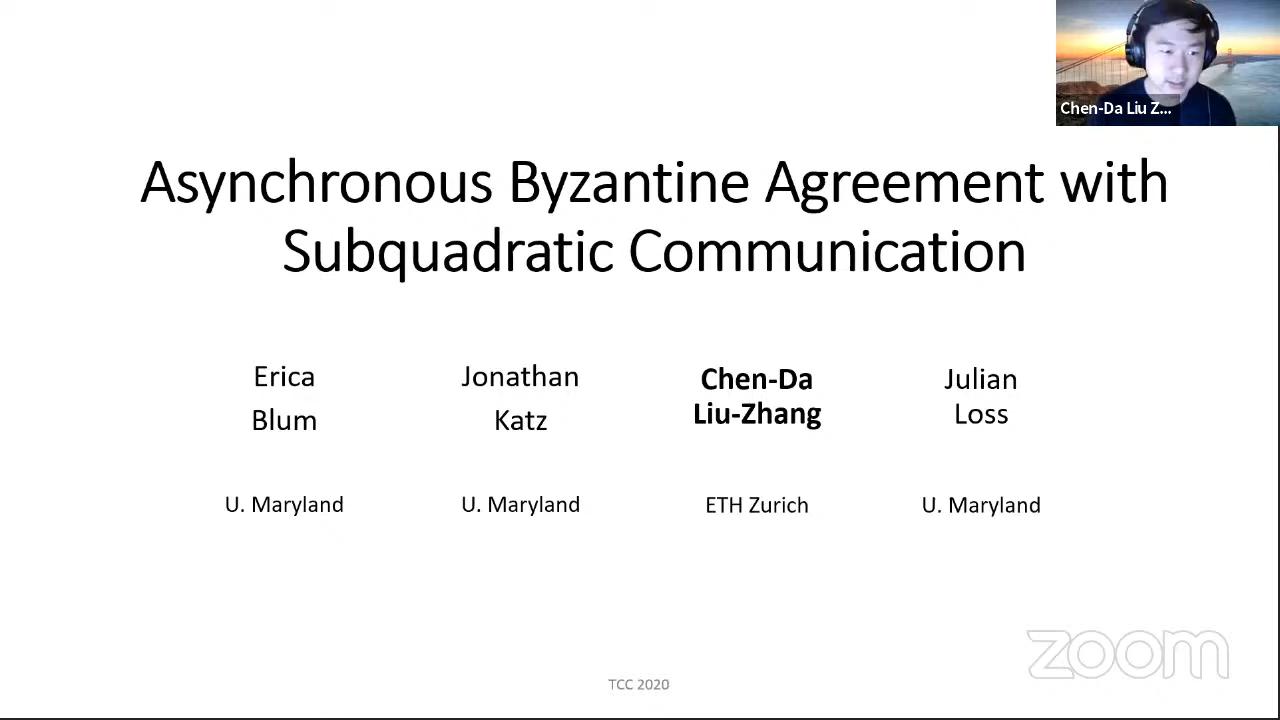 Chen-Da Liu Z...
Asynchronous Byzantine Agreement with
Subquadratic Communication
Erica
Blum
Jonathan
Katz
Chen-Da
Liu-Zhang
Julian
Loss
U. Maryland
U. Maryland
ETH Zurich
U. Maryland
zoom
TCC 2020